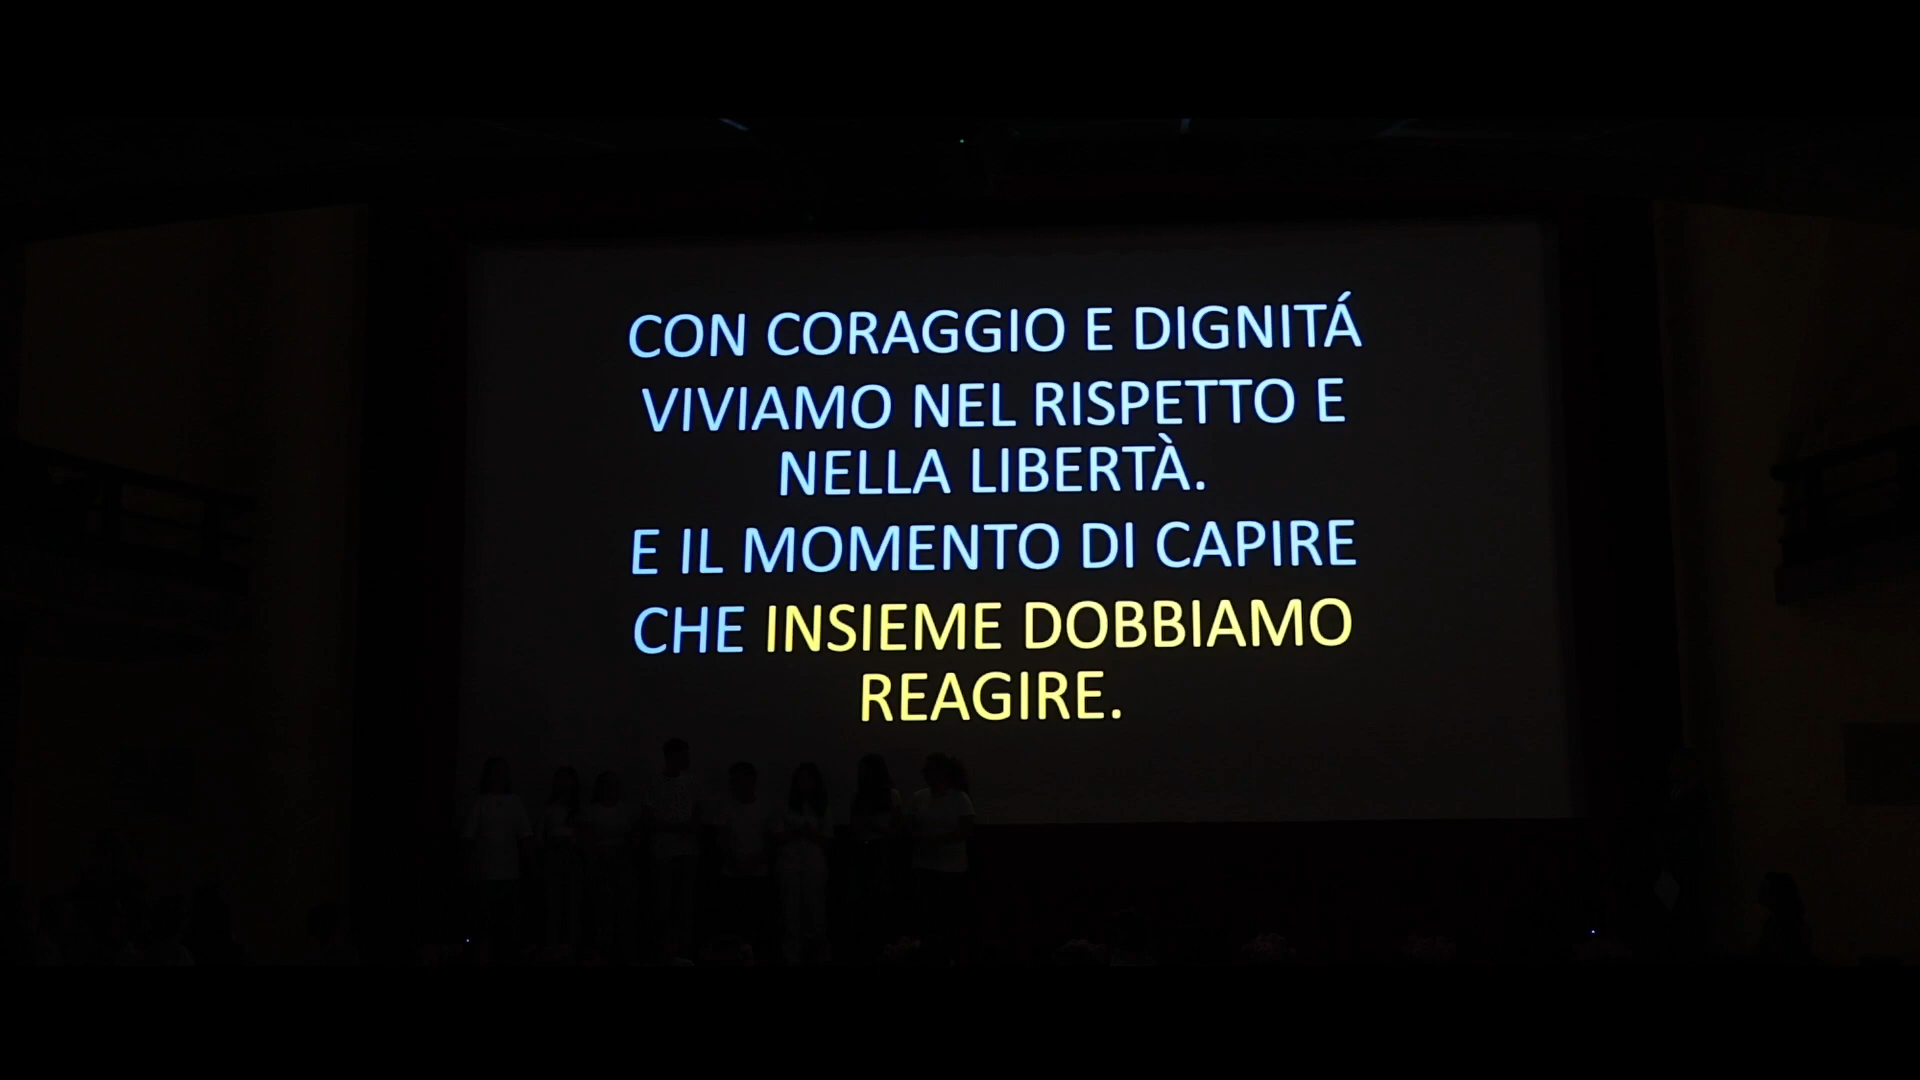 CON CORAGGIO E DIGNITÁ
VIVIAMO NEL RISPETTO E
NELLA LIBERTÀ.
E IL MOMENTO DI CAPIRE
CHE INSIEME DOBBIAMO
REAGIRE.